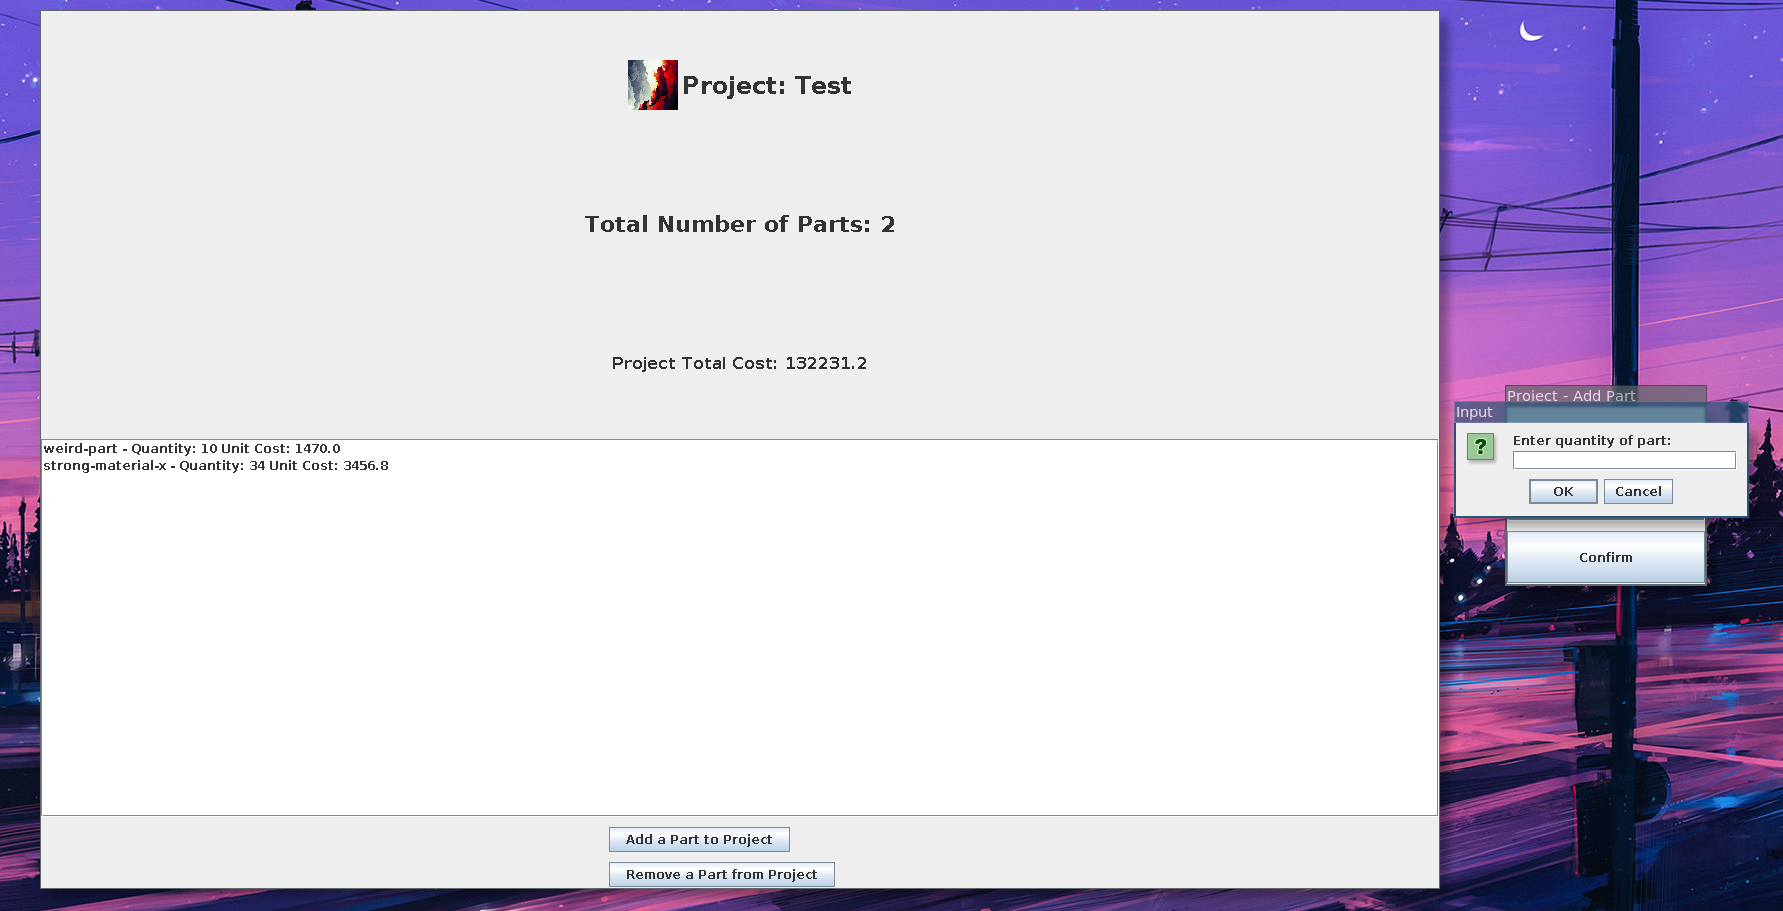 Project: Test
Total Number of Parts: 2
Project Total Cost: 132231.2
weird-part - Quantity: 10 Unit Cost: 1470.0
strong-material-x - Quantity: 34 Unit Cost: 3456.8
Add a Part to Project
Remove a Part from Project
Project - Add Part
Input
?
Enter quantity of part:
OK Cancel
Confirm